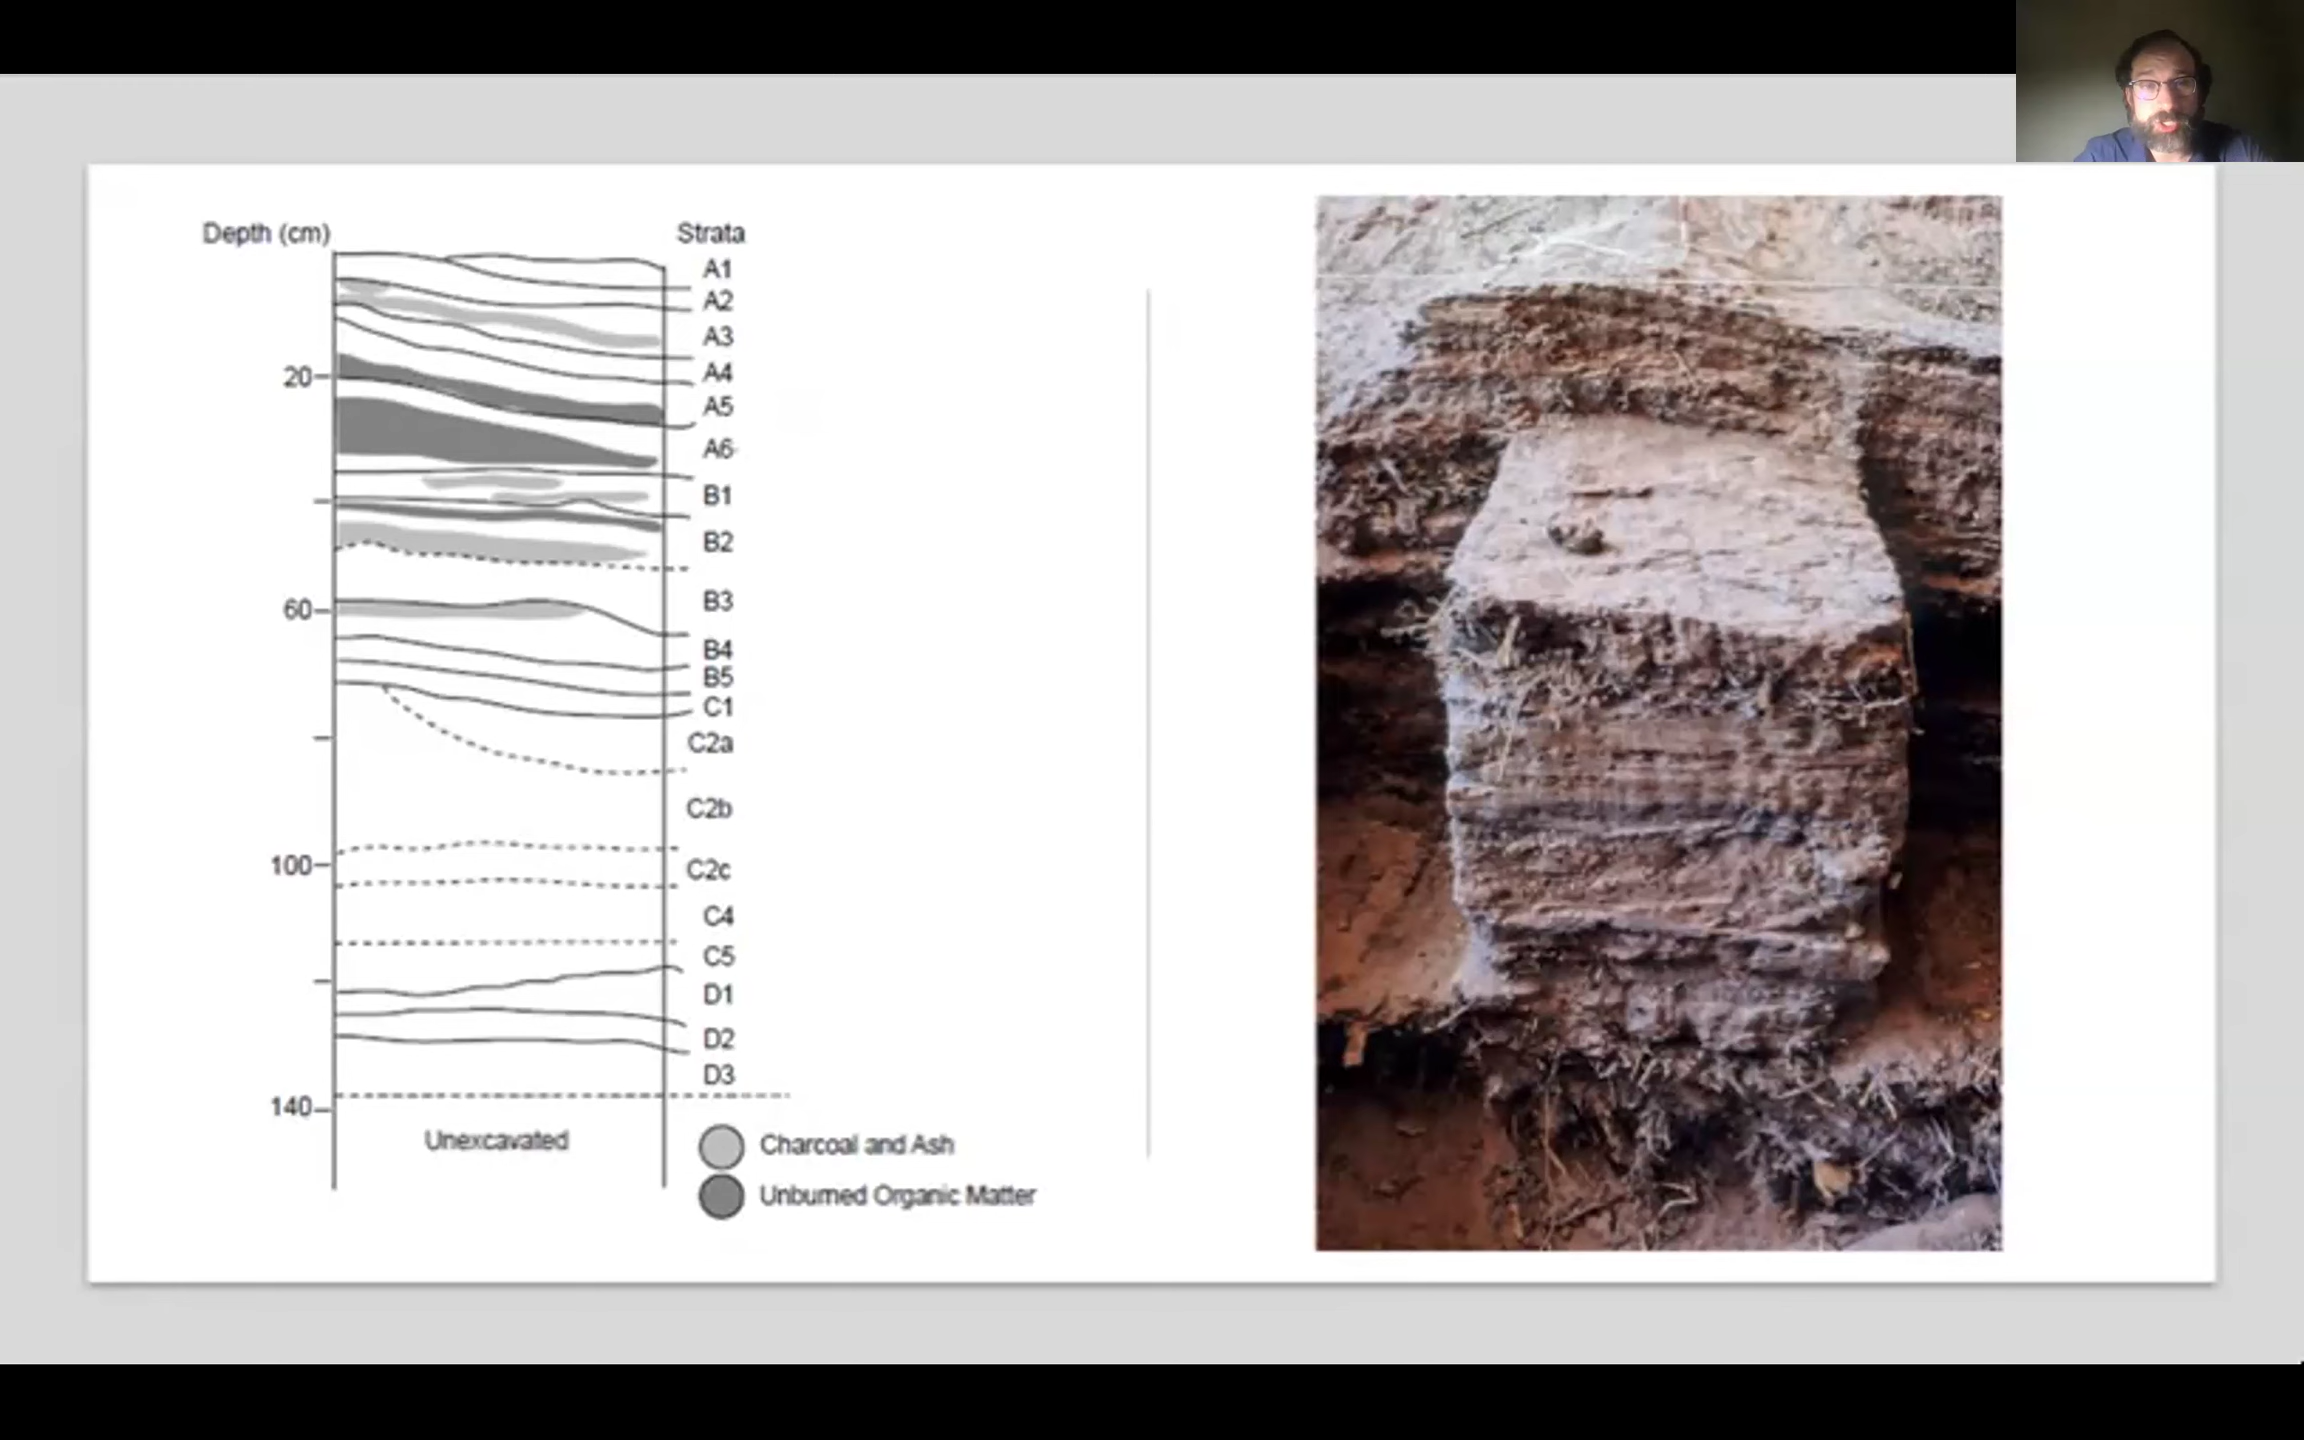 Depth (cm)
Strata
A1
A2
A3
A4
20
A5
A6
B1
B2
B3
60
B4
B5
C1
C2a
C2b
100
C2c
C4
C5
D1
D2
D3
140
Unexcavated
Charcoal and Ash
Unburned Organic Matter